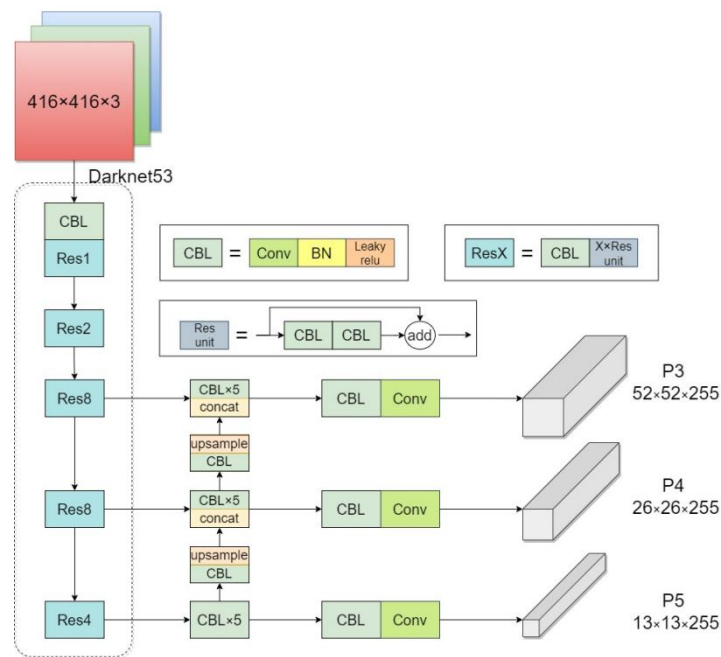 416×416×3
Darknet53
CBL
Res1
CBL
=
Conv
BN
Leaky
relu
ResX
=
CBL
X×Res
unit
Res2
Res
unit
=
CBL
CBL
add
Res8
CBL×5
concat
CBL
Conv
P3
52×52×255
upsample
CBL
Res8
CBL×5
concat
CBL
Conv
P4
26×26×255
upsample
CBL
Res4
CBL×5
CBL
Conv
P5
13×13×255